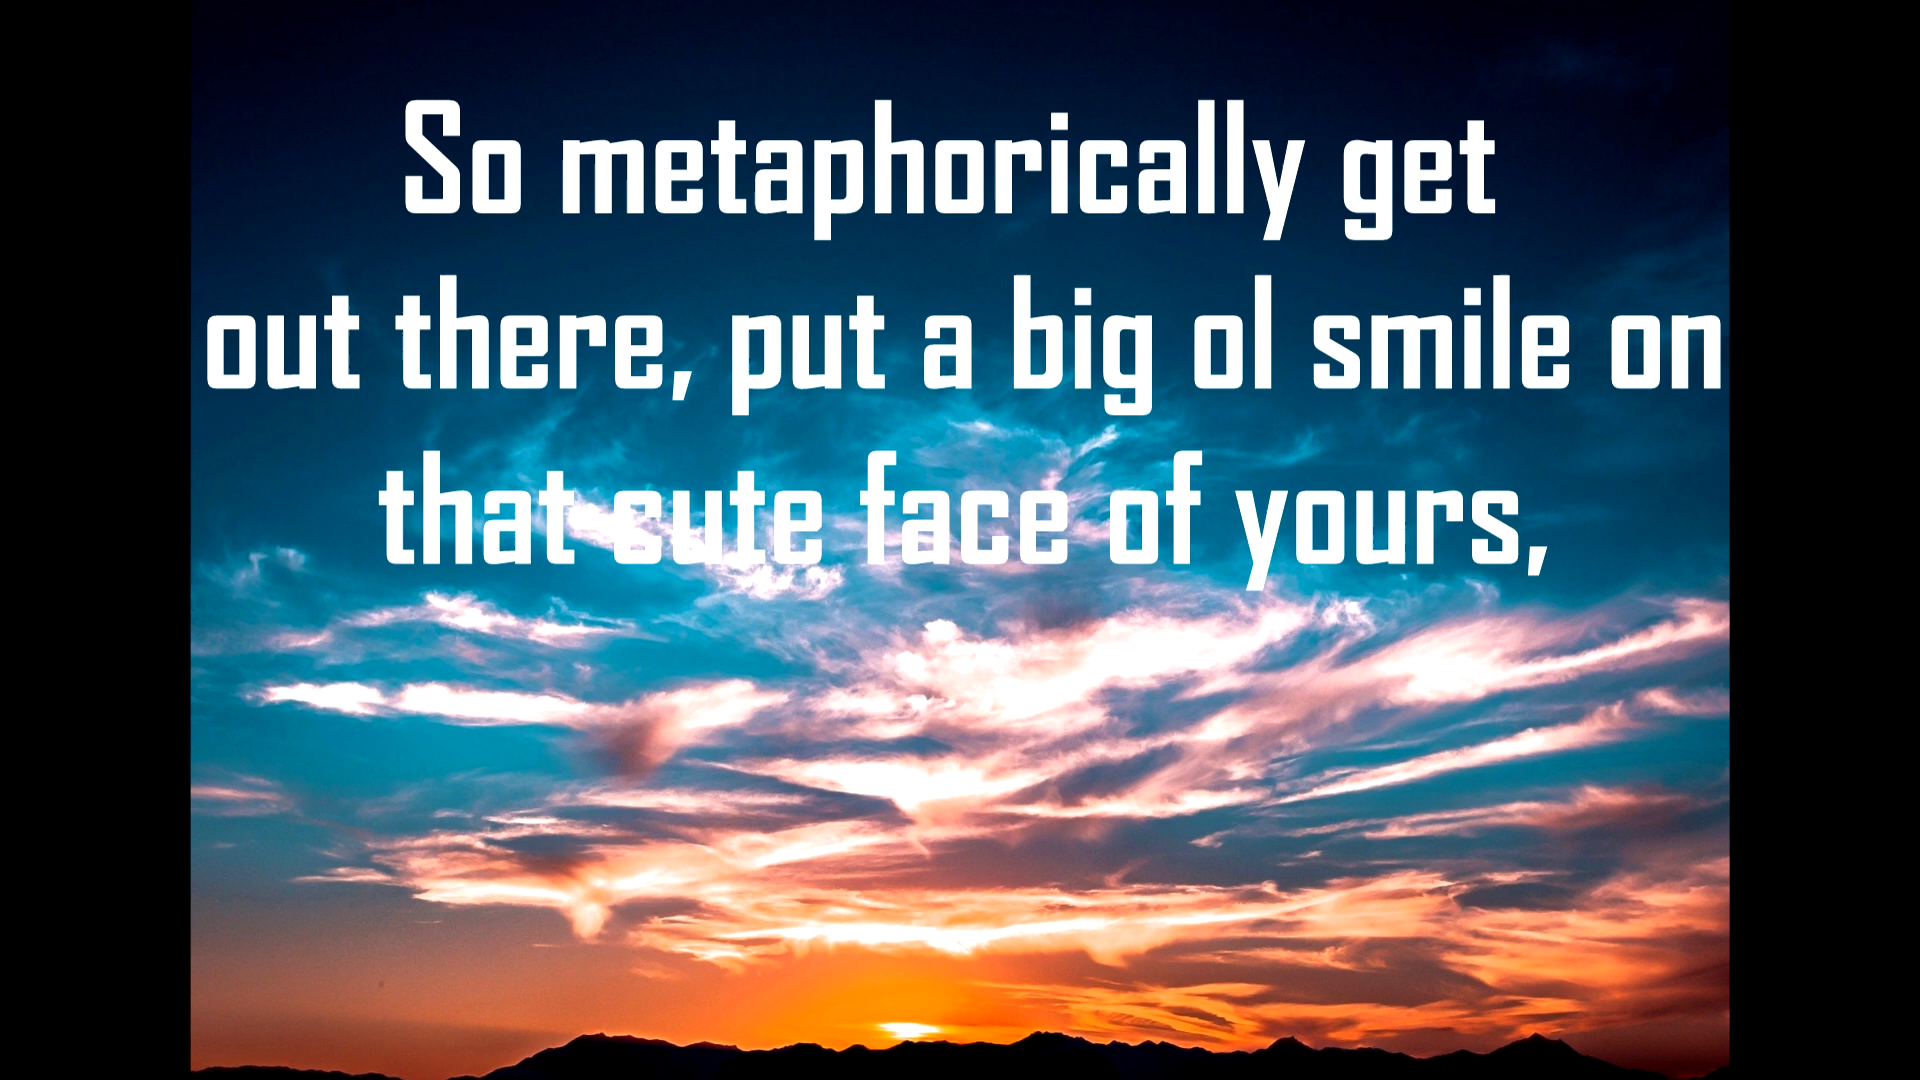 So metaphorically get
out there, put a big ol smile on
that cute face of yours,